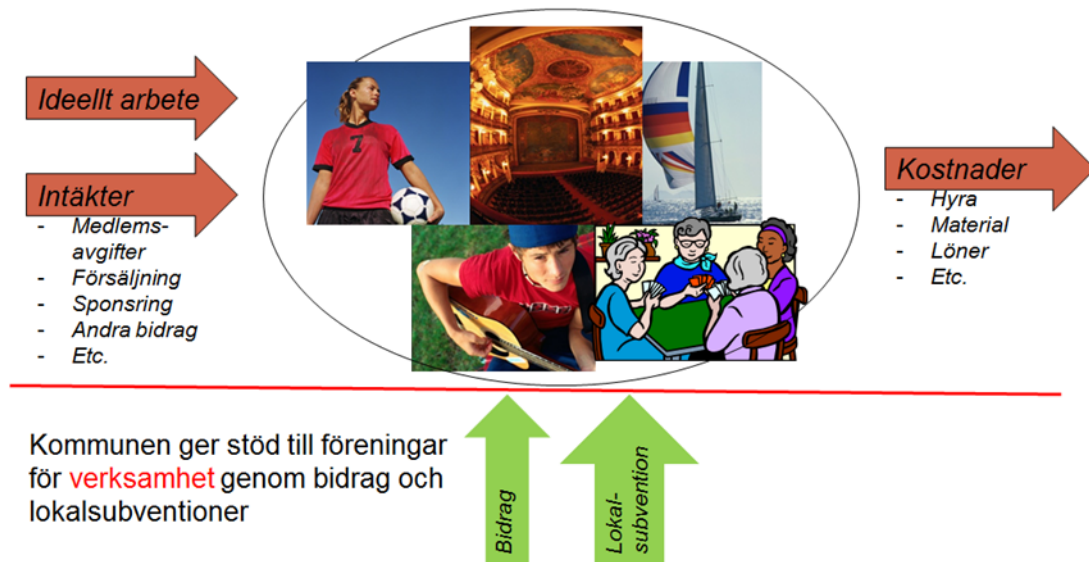 Ideellt arbete
Intäkter
- Medlems-
avgifter
- Försäljning
- Sponsring
- Andra bidrag
- Etc.
7
Kostnader
- Hyra
- Material
- Löner
- Etc.
Kommunen ger stöd till föreningar
för verksamhet genom bidrag och
lokalsubventioner
Bidrag
Lokal-
subvention